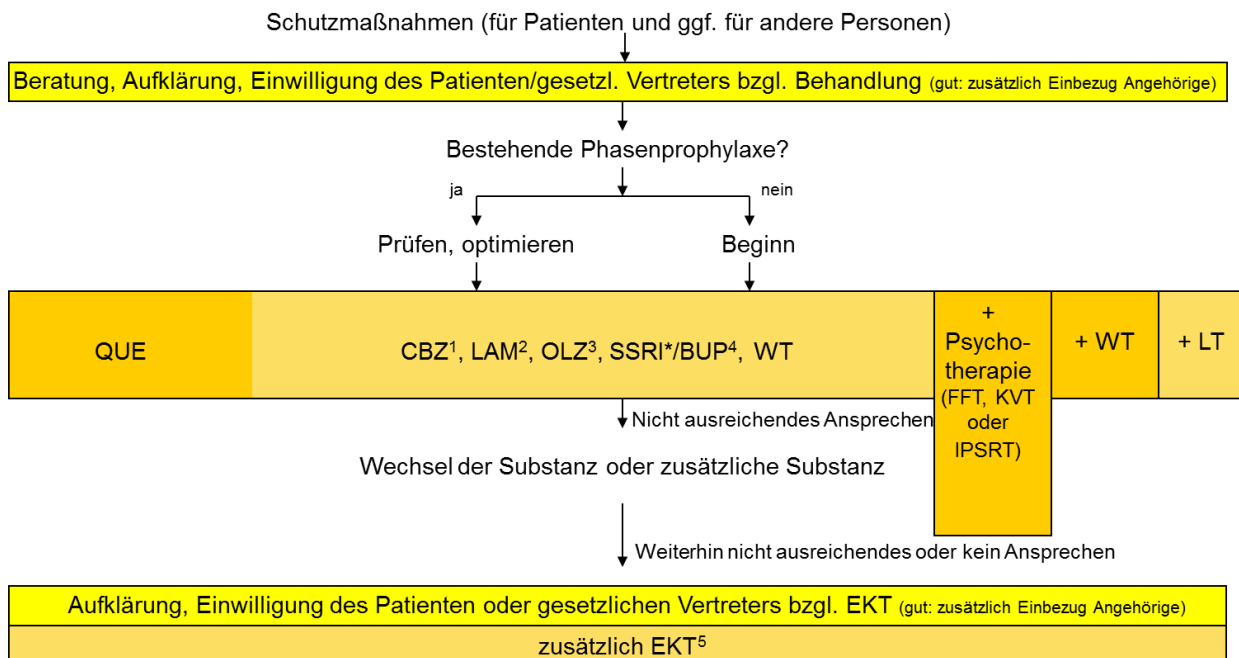 Schutzmaßnahmen (für Patienten und ggf. für andere Personen)
Beratung, Aufklärung, Einwilligung des Patienten/gesetzl. Vertreters bzgl. Behandlung (gut: zusätzlich Einbezug Angehörige)
Bestehende Phasenprophylaxe?
ja
nein
Prüfen, optimieren
Beginn
QUE
CBZ¹, LAM², OLZ³, SSRI*/BUP⁴, WT
+
Psycho-
therapie
(FFT, KVT
oder
IPSRT)
+ WT
+ LT
Nicht ausreichendes Ansprechen
Wechsel der Substanz oder zusätzliche Substanz
Weiterhin nicht ausreichendes oder kein Ansprechen
Aufklärung, Einwilligung des Patienten oder gesetzlichen Vertreters bzgl. EKT (gut: zusätzlich Einbezug Angehörige)
zusätzlich EKT⁵